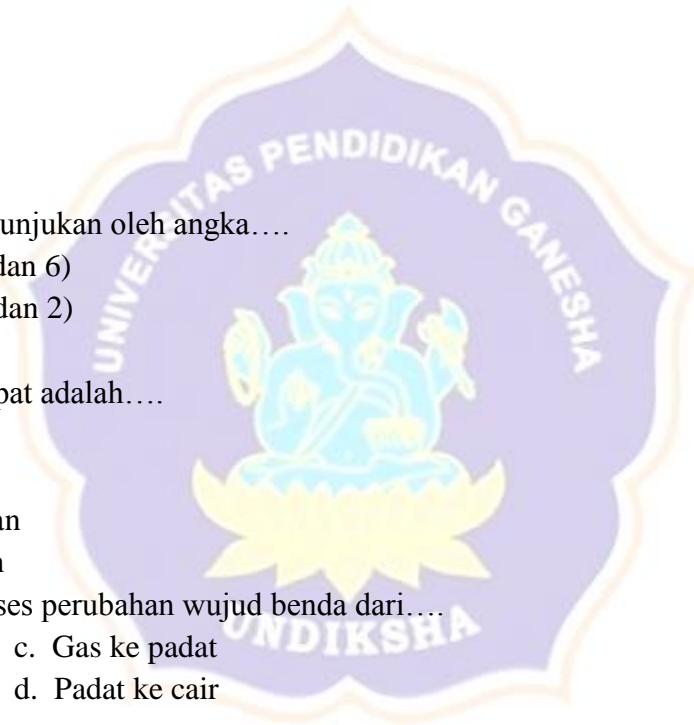 UNIVERSITAS PENDIDIKAN GANESHA
unjukan oleh angka….
dan 6)
dan 2)
pat adalah….
an
n
ses perubahan wujud benda dari….
c. Gas ke padat
d. Padat ke cair
UNDIKSHA